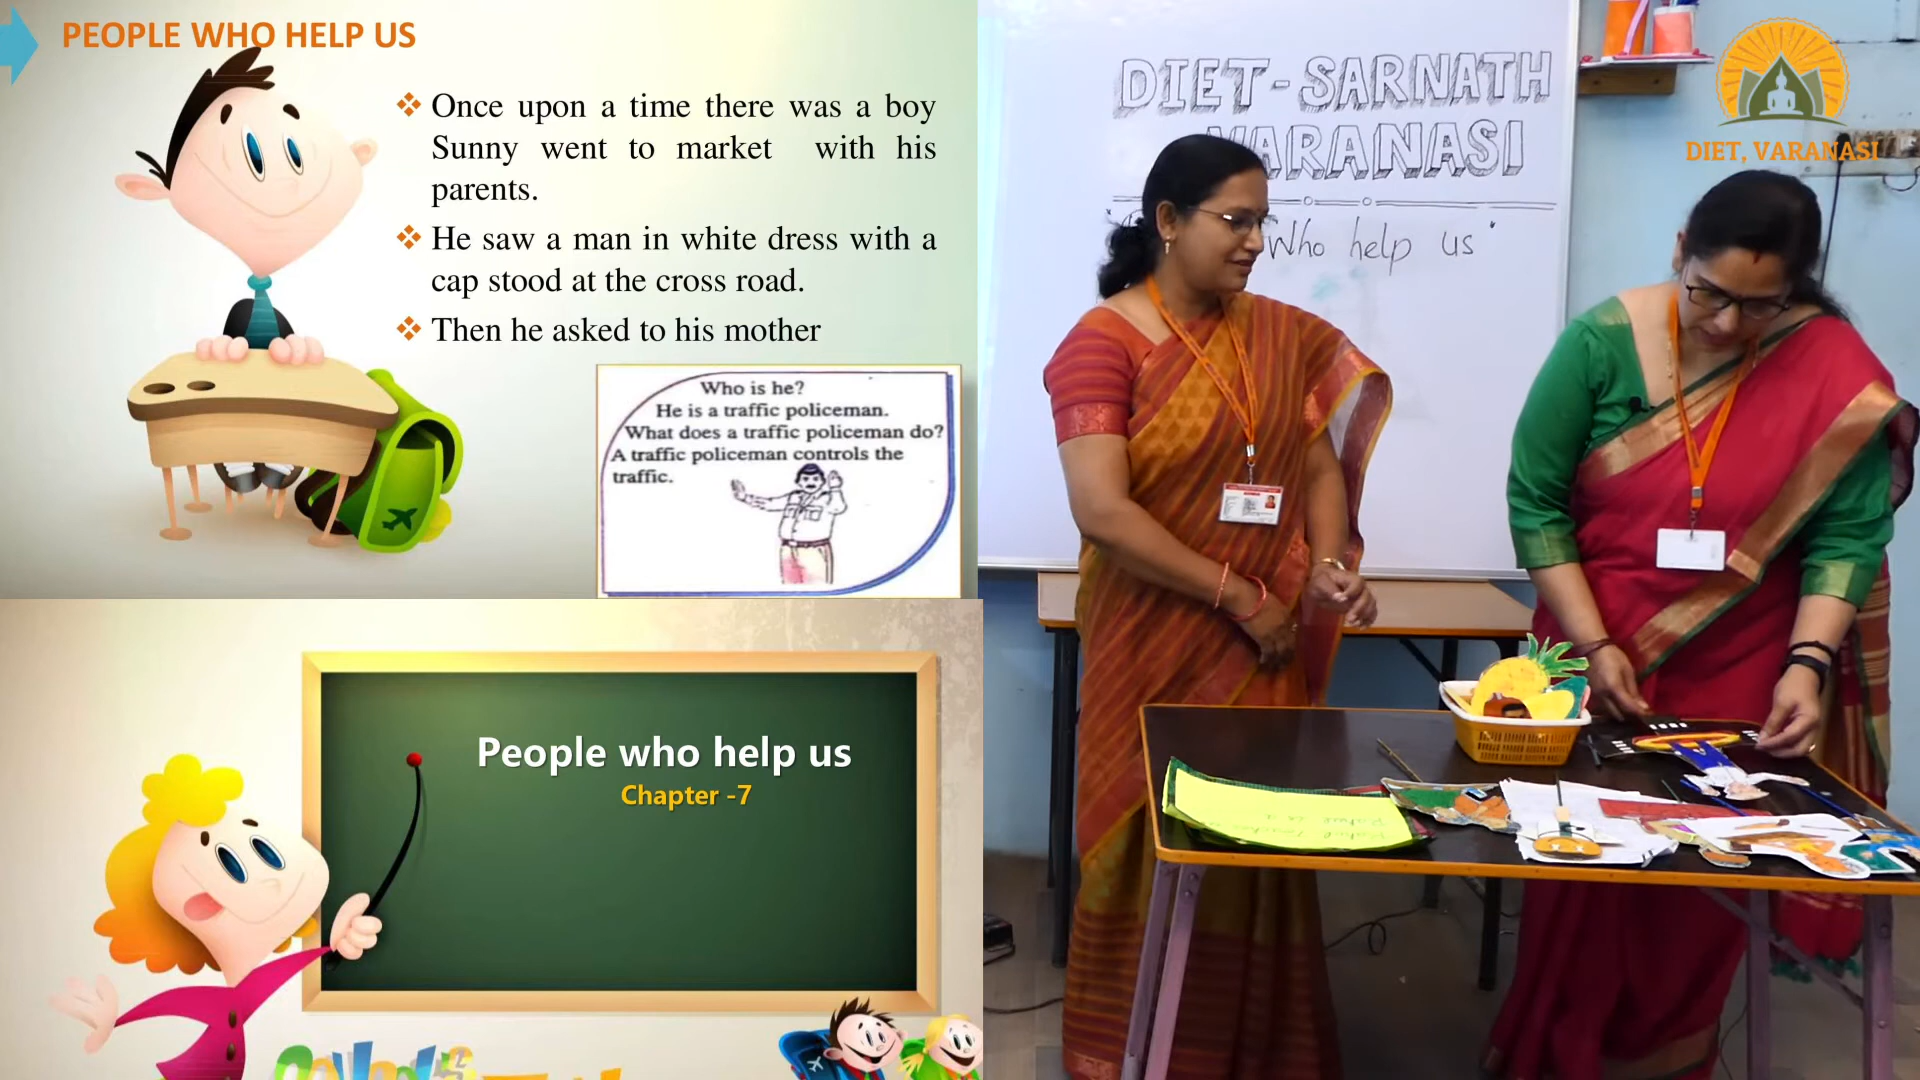 PEOPLE WHO HELP US
Once upon a time there was a boy
Sunny went to market with his
parents.
He saw a man in white dress with a
cap stood at the cross road.
Then he asked to his mother
Who is he?
He is a traffic policeman.
What does a traffic policeman do?
A traffic policeman controls the
traffic.
People who help us
Chapter -7
DIET-SARNATH
VARANASI
Who help us"
DIET, VARANASI